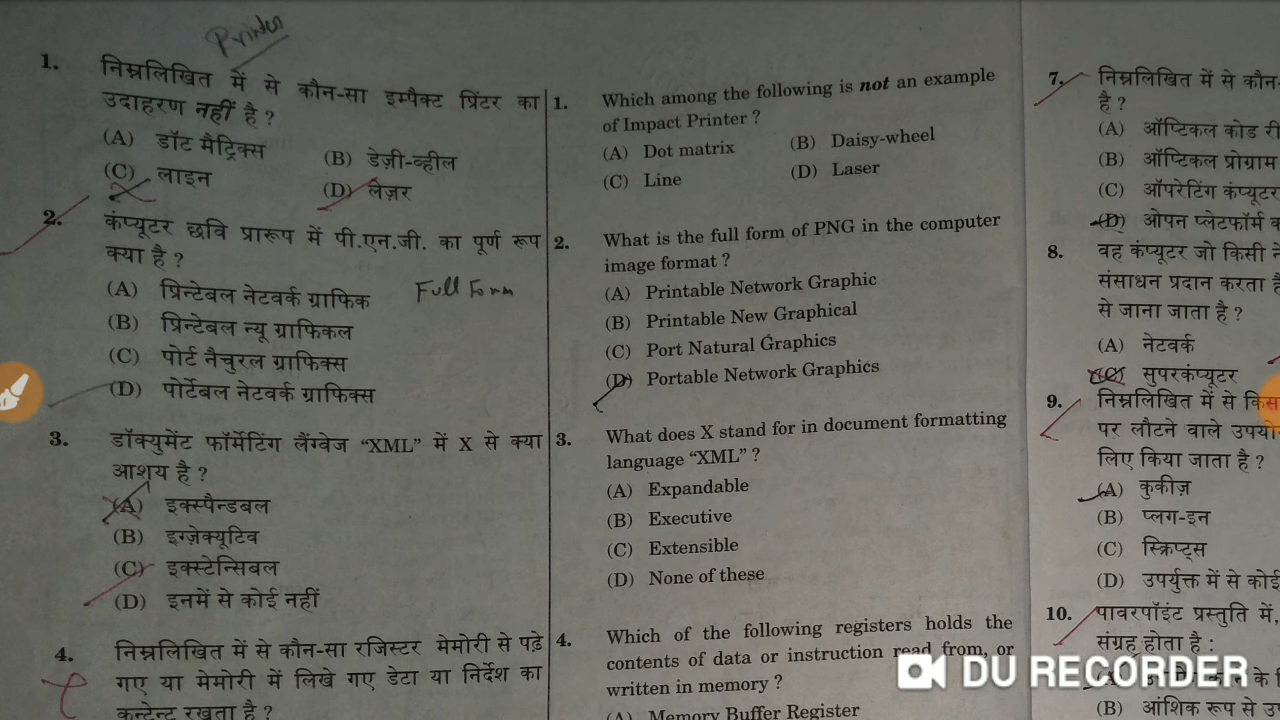 Printer
1. निम्नलिखित में से कौन-सा इम्पैक्ट प्रिंटर का
उदाहरण नहीं है ?
(A) डॉट मैट्रिक्स
(B) डेज़ी-व्हील
(C) लाइन
(D) लेज़र
2. कंप्यूटर छवि प्रारूप में पी.एन.जी. का पूर्ण रूप
क्या है ?
(A) प्रिन्टेबल नेटवर्क ग्राफिक
Full Form
(B) प्रिन्टेबल न्यू ग्राफिकल
(C) पोर्ट नैचुरल ग्राफिक्स
(D) पोर्टेबल नेटवर्क ग्राफिक्स
3. डॉक्युमेंट फॉर्मेटिंग लैंग्वेज “XML” में X से क्या
आशय है ?
(A) इक्स्पैन्डबल
(B) इग्ज़ेक्यूटिव
(C) इक्स्टेन्सिबल
(D) इनमें से कोई नहीं
4. निम्नलिखित में से कौन-सा रजिस्टर मेमोरी से पढ़े
गए या मेमोरी में लिखे गए डेटा या निर्देश का
कन्टेन्ट रखता है ?
1. Which among the following is not an example
of Impact Printer ?
(A) Dot matrix
(B) Daisy-wheel
(C) Line
(D) Laser
2. What is the full form of PNG in the computer
image format ?
(A) Printable Network Graphic
(B) Printable New Graphical
(C) Port Natural Graphics
(D) Portable Network Graphics
3. What does X stand for in document formatting
language “XML” ?
(A) Expandable
(B) Executive
(C) Extensible
(D) None of these
4. Which of the following registers holds the
contents of data or instruction read from, or
written in memory ?
(A) Memory Buffer Register
7. निम्नलिखित में से कौन-
है ?
(A) ऑप्टिकल कोड री
(B) ऑप्टिकल प्रोग्राम
(C) ऑपरेटिंग कंप्यूटर
(D) ओपन प्लेटफॉर्म क
8. वह कंप्यूटर जो किसी ने
संसाधन प्रदान करता है
से जाना जाता है ?
(A) नेटवर्क
(C) सुपरकंप्यूटर
9. निम्नलिखित में से किस
पर लौटने वाले उपयो
लिए किया जाता है ?
(A) कुकीज़
(B) प्लग-इन
(C) स्क्रिप्ट्स
(D) उपर्युक्त में से कोई
10. पावरपॉइंट प्रस्तुति में,
संग्रह होता है :
(B) आंशिक रूप से उ
DU RECORDER